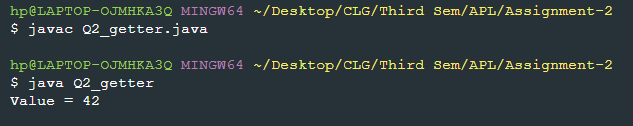 hp@LAPTOP-OJMHKA3Q MINGW64 ~/Desktop/CLG/Third Sem/APL/Assignment-2
$ javac Q2_getter.java
hp@LAPTOP-OJMHKA3Q MINGW64 ~/Desktop/CLG/Third Sem/APL/Assignment-2
$ java Q2_getter
Value = 42